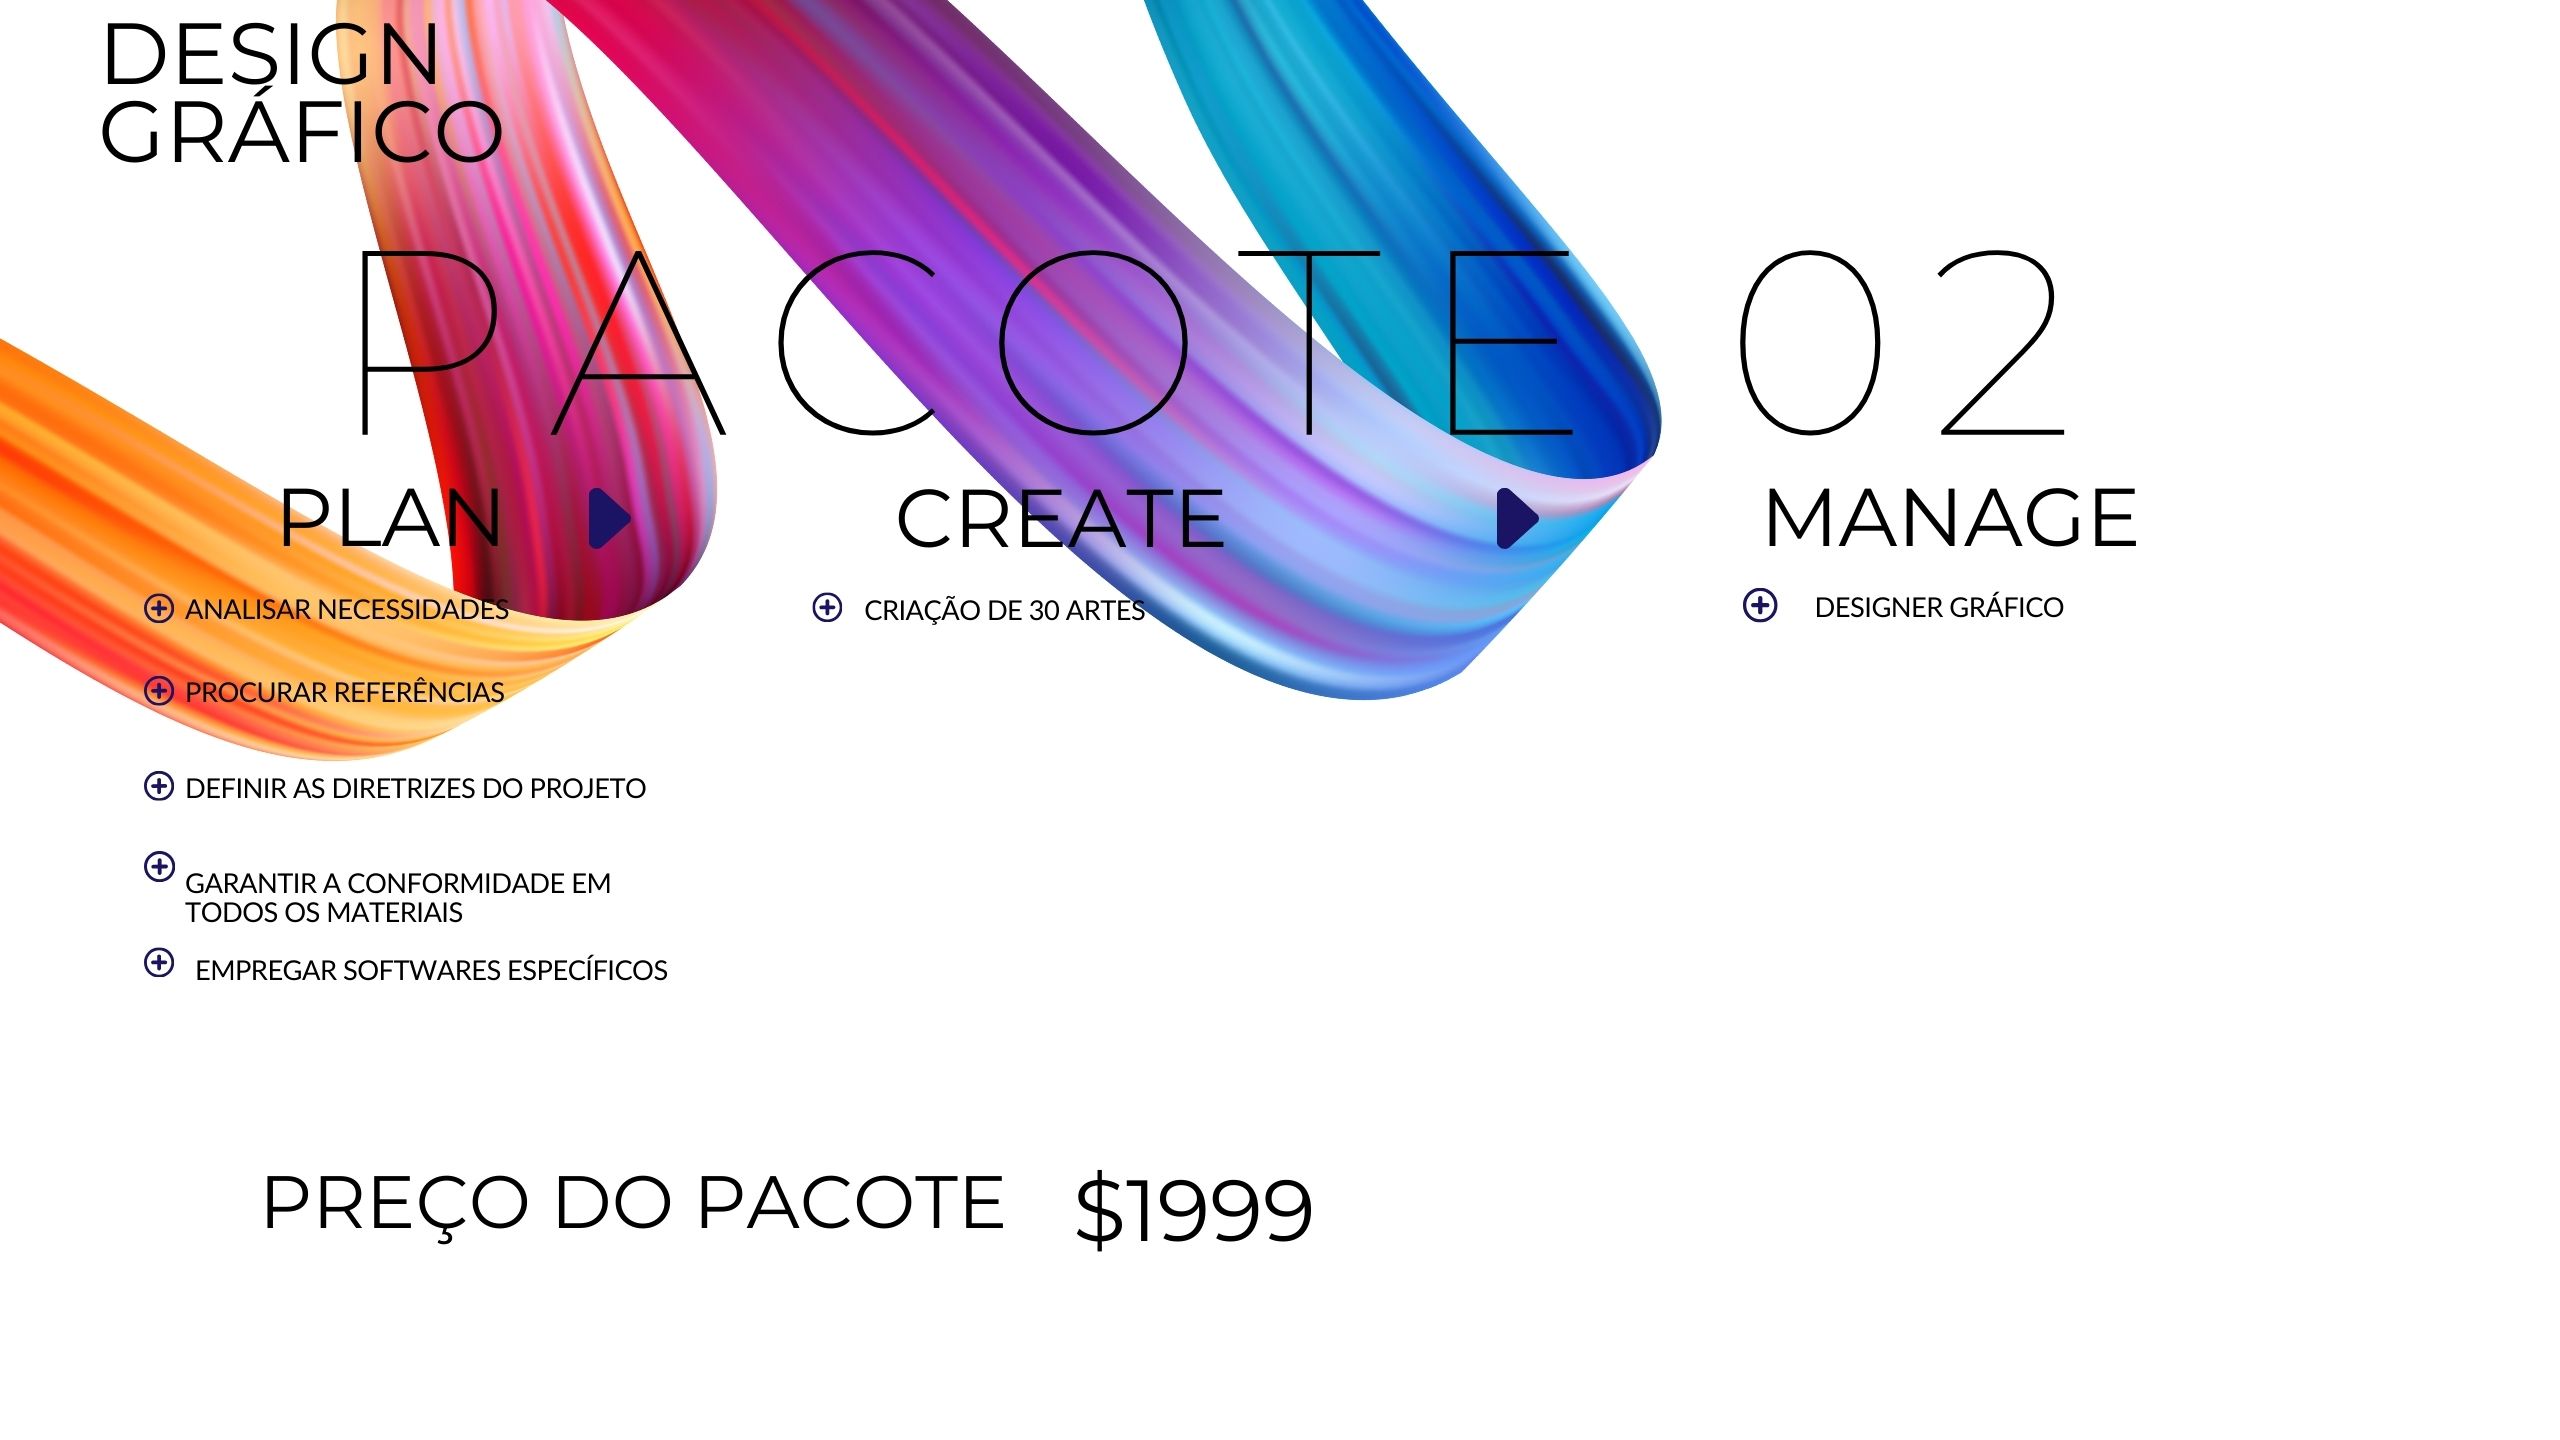 DESIGN
GRÁFICO
PACOTE 02
PLAN
ANALISAR NECESSIDADES
PROCURAR REFERÊNCIAS
DEFINIR AS DIRETRIZES DO PROJETO
GARANTIR A CONFORMIDADE EM
TODOS OS MATERIAIS
EMPREGAR SOFTWARES ESPECÍFICOS
CREATE
CRIAÇÃO DE 30 ARTES
MANAGE
DESIGNER GRÁFICO
PREÇO DO PACOTE $1999